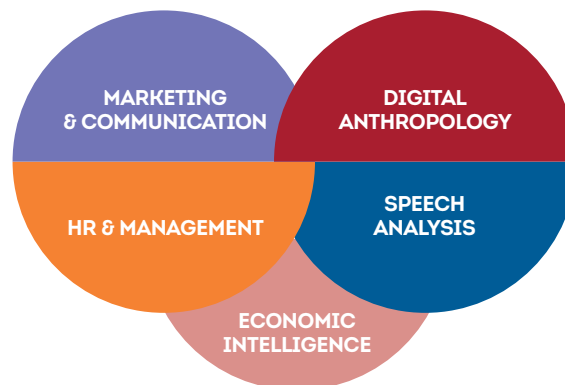 MARKETING
& COMMUNICATION
DIGITAL
ANTHROPOLOGY
HR & MANAGEMENT
SPEECH
ANALYSIS
ECONOMIC
INTELLIGENCE